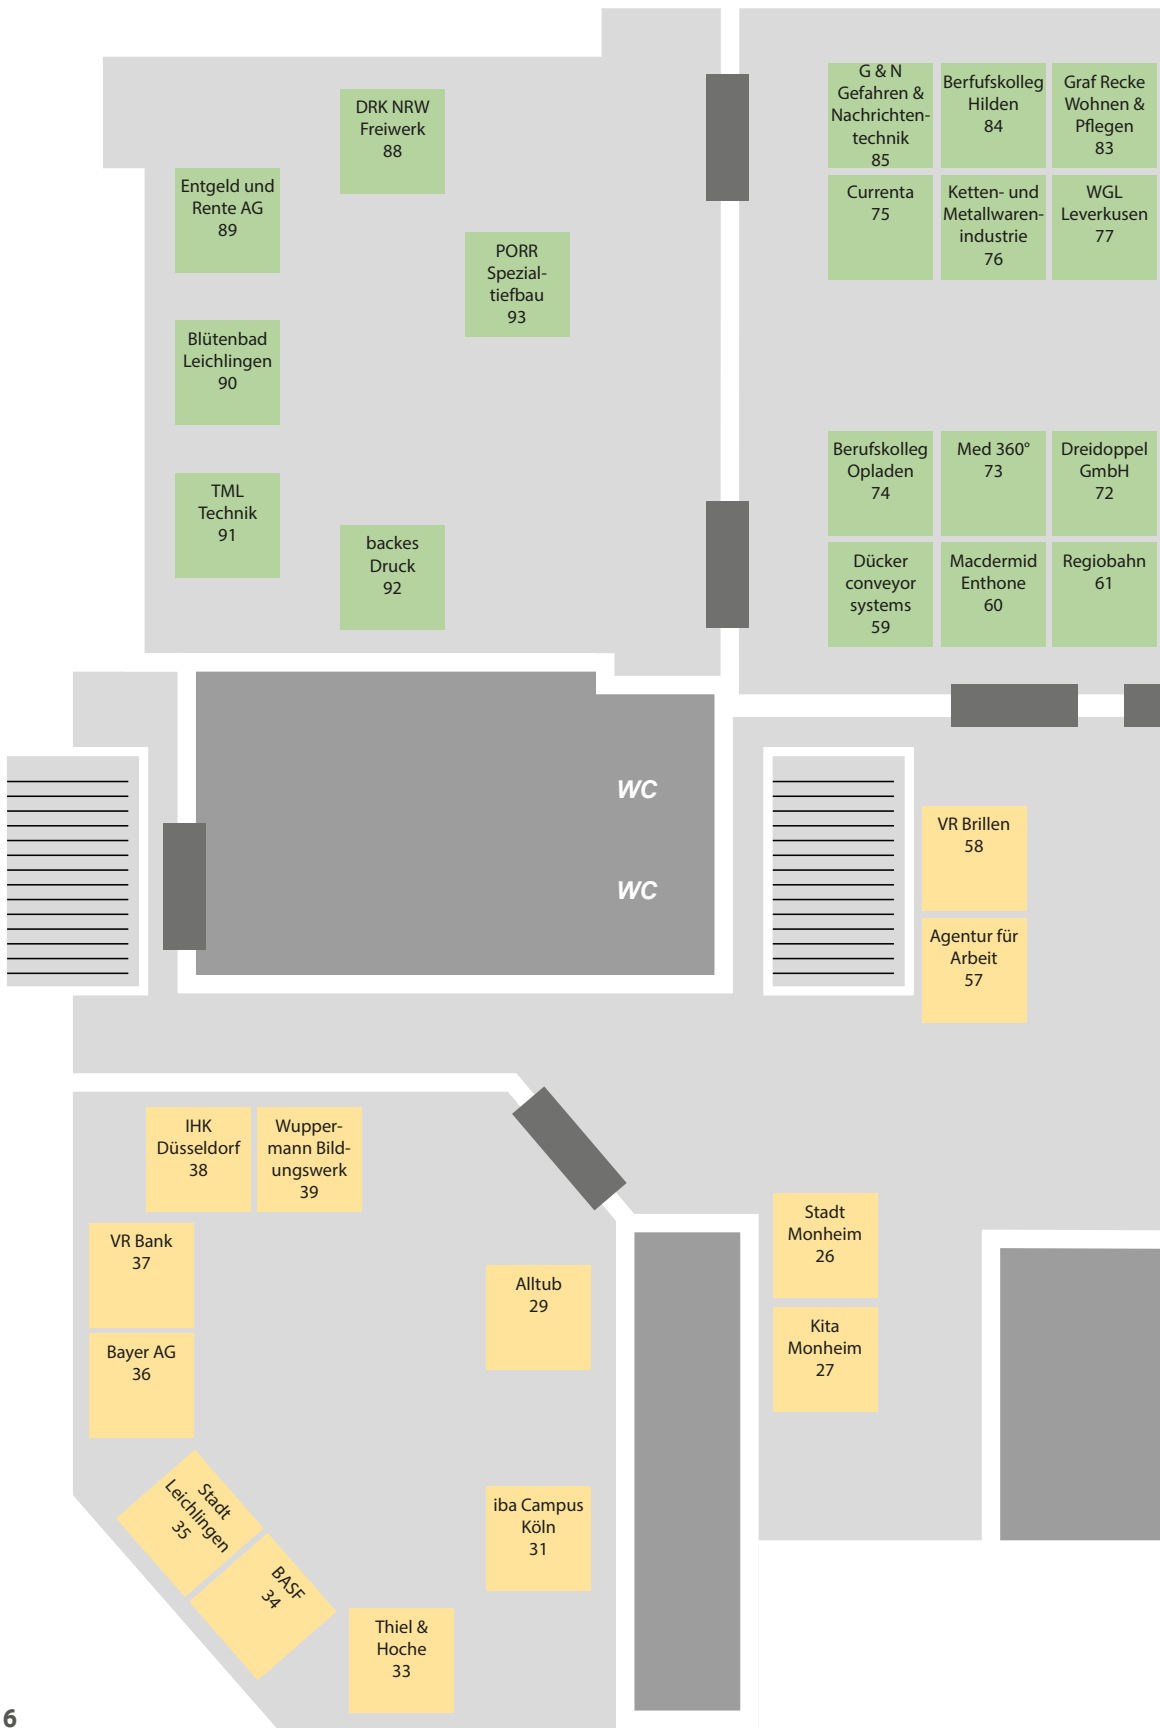 DRK NRW
Freiwerk
88
Entgeld und
Rente AG
89
PORR
Spezial-
tiefbau
93
Blütenbad
Leichlingen
90
TML
Technik
91
backes
Druck
92
G & N
Gefahren &
Nachrichten-
technik
85
Berfufskolleg
Hilden
84
Graf Recke
Wohnen &
Pflegen
83
Currenta
75
Ketten- und
Metallwaren-
industrie
76
WGL
Leverkusen
77
Berufskolleg
Opladen
74
Med 360°
73
Dreidoppel
GmbH
72
Dücker
conveyor
systems
59
Macdermid
Enthone
60
Regiobahn
61
WC
WC
VR Brillen
58
Agentur für
Arbeit
57
IHK
Düsseldorf
38
Wupper-
mann Bild-
ungswerk
39
VR Bank
37
Bayer AG
36
Alltub
29
Stadt
Monheim
26
Kita
Monheim
27
Stadt
Leichlingen
35
BASF
34
iba Campus
Köln
31
Thiel &
Hoche
33
6